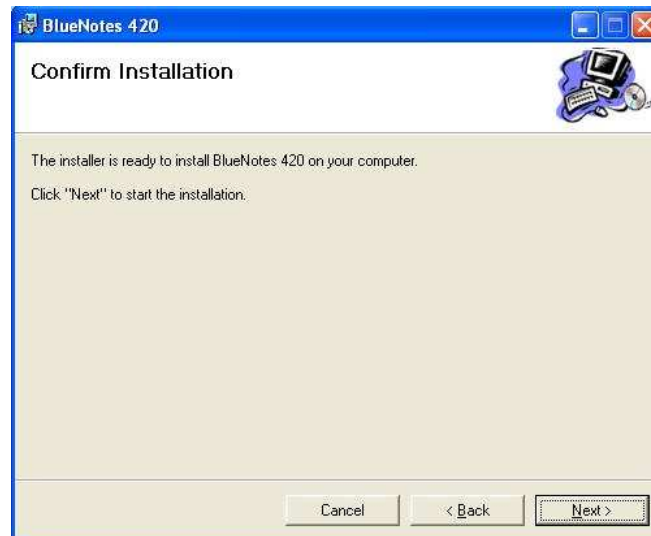 BlueNotes 420
Confirm Installation
The installer is ready to install BlueNotes 420 on your computer.
Click "Next" to start the installation.
Cancel
< Back
Next >